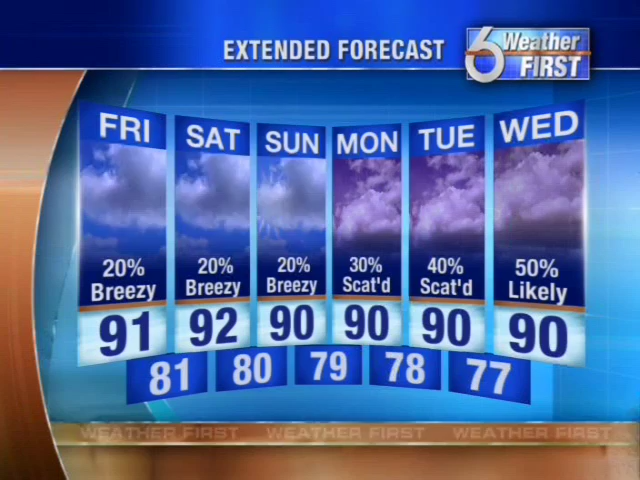 EXTENDED FORECAST
6 Weather
FIRST
FRI SAT SUN MON TUE WED
20% 20% 20% 30% 40% 50%
Breezy Breezy Breezy Scat'd Scat'd Likely
91 92 90 90 90 90
81 80 79 78 77
WEATHER FIRST WEATHER FIRST WEATHER FIRST